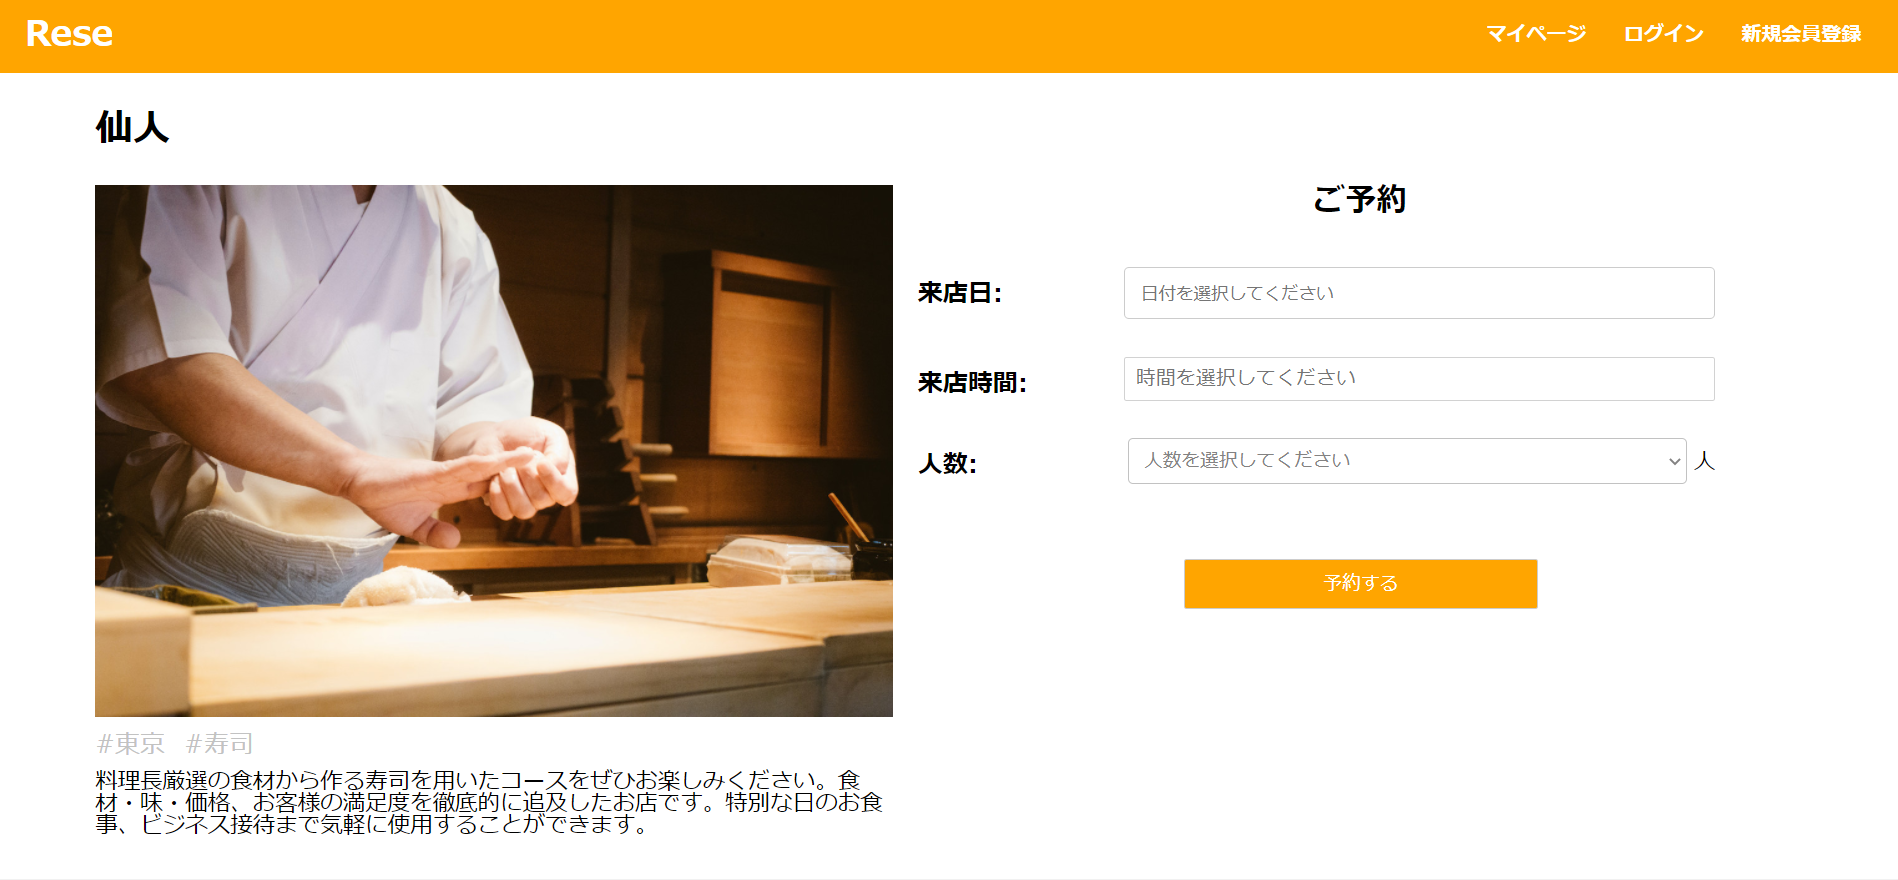 Rese
マイページ ログイン 新規会員登録
仙人
ご予約
来店日:
日付を選択してください
来店時間:
時間を選択してください
人数:
人数を選択してください
人
予約する
#東京 #寿司
料理長厳選の食材から作る寿司を用いたコースをぜひお楽しみください。食
材・味・価格、お客様の満足度を徹底的に追及したお店です。特別な日のお食
事、ビジネス接待まで気軽に使用することができます。